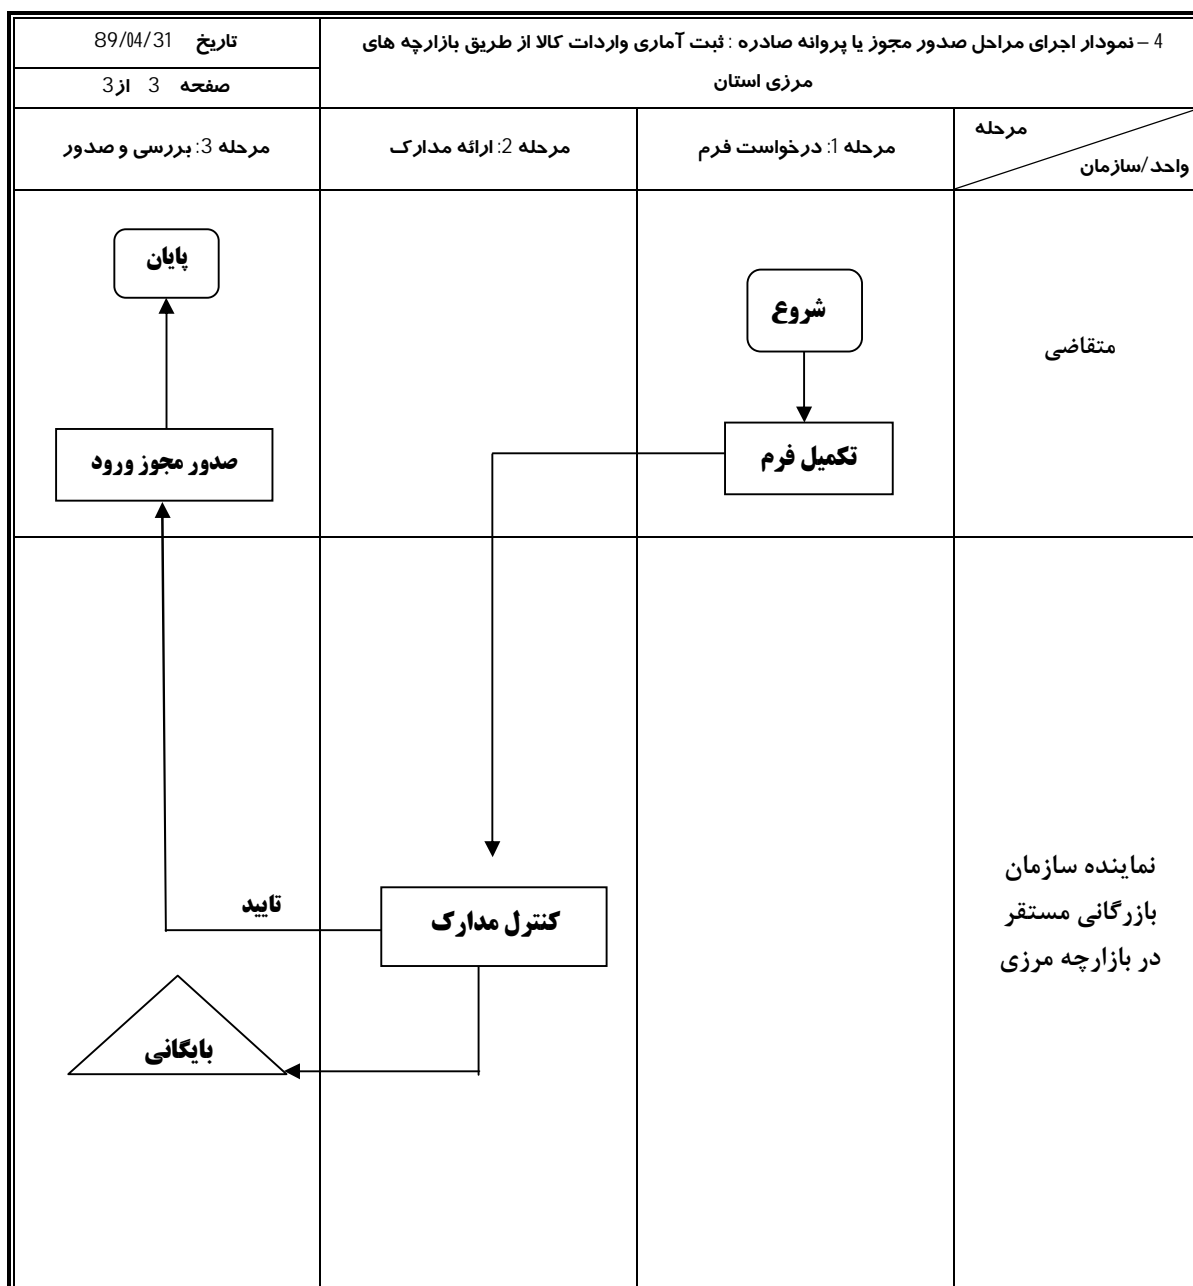 4 – نمودار اجرای مراحل صدور مجوز یا پروانه صادره : ثبت آماری واردات کالا از طریق بازارچه های
مرزی استان
تاریخ 89/04/31
صفحه 3 از 3
مرحله
واحد/سازمان
مرحله 1: درخواست فرم
مرحله 2: ارائه مدارک
مرحله 3: بررسی و صدور
متقاضی
شروع
تکمیل فرم
پایان
صدور مجوز ورود
نماینده سازمان
بازرگانی مستقر
در بازارچه مرزی
کنترل مدارک
تایید
بایگانی